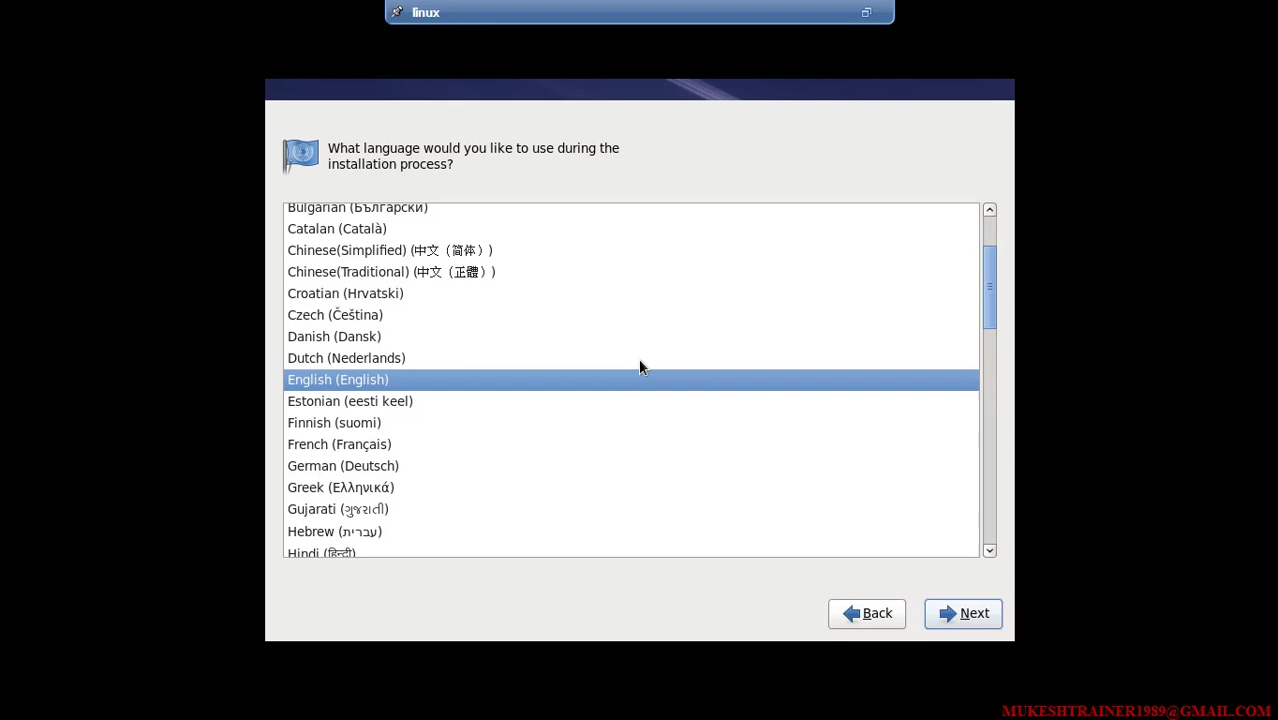 linux
What language would you like to use during the
installation process?
Bulgarian (Български)
Catalan (Català)
Chinese(Simplified) (中文（简体）)
Chinese(Traditional) (中文（正體）)
Croatian (Hrvatski)
Czech (Čeština)
Danish (Dansk)
Dutch (Nederlands)
English (English)
Estonian (eesti keel)
Finnish (suomi)
French (Français)
German (Deutsch)
Greek (Ελληνικά)
Gujarati (ગુજરાતી)
Hebrew (עברית)
Hindi (हिन्दी)
Back
Next
MUKESHTRAINER1989@GMAIL.COM